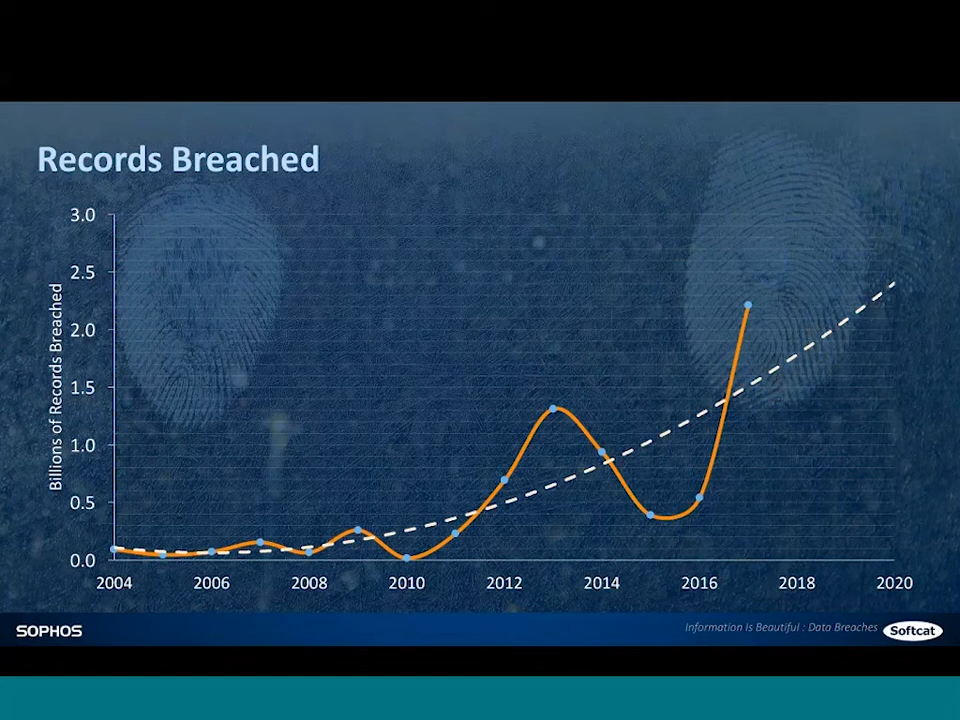 Records Breached
Billions of Records Breached
3.0
2.5
2.0
1.5
1.0
0.5
0.0
2004 2006 2008 2010 2012 2014 2016 2018 2020
SOPHOS
Information Is Beautiful : Data Breaches
Softcat